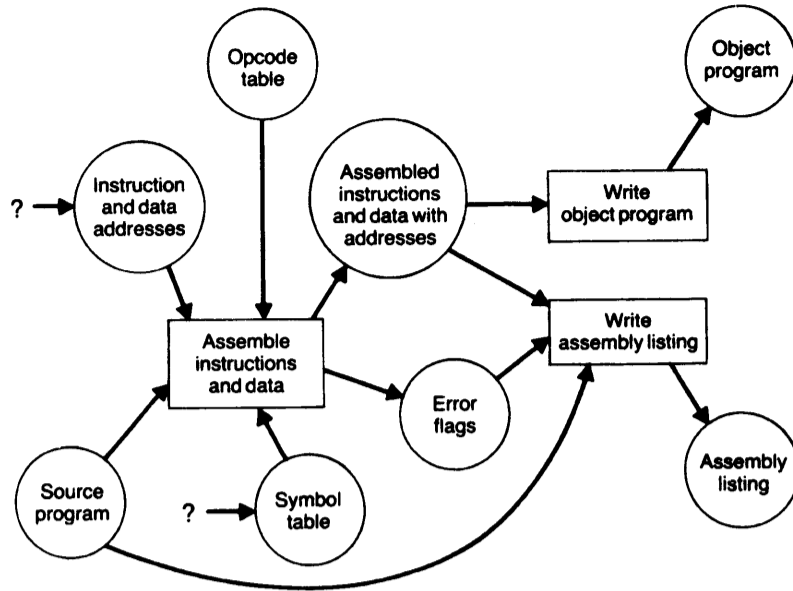 Opcode
table
Object
program
?
Instruction
and data
addresses
Assembled
instructions
and data with
addresses
Write
object program
Assemble
instructions
and data
Write
assembly listing
Error
flags
Source
program
?
Symbol
table
Assembly
listing